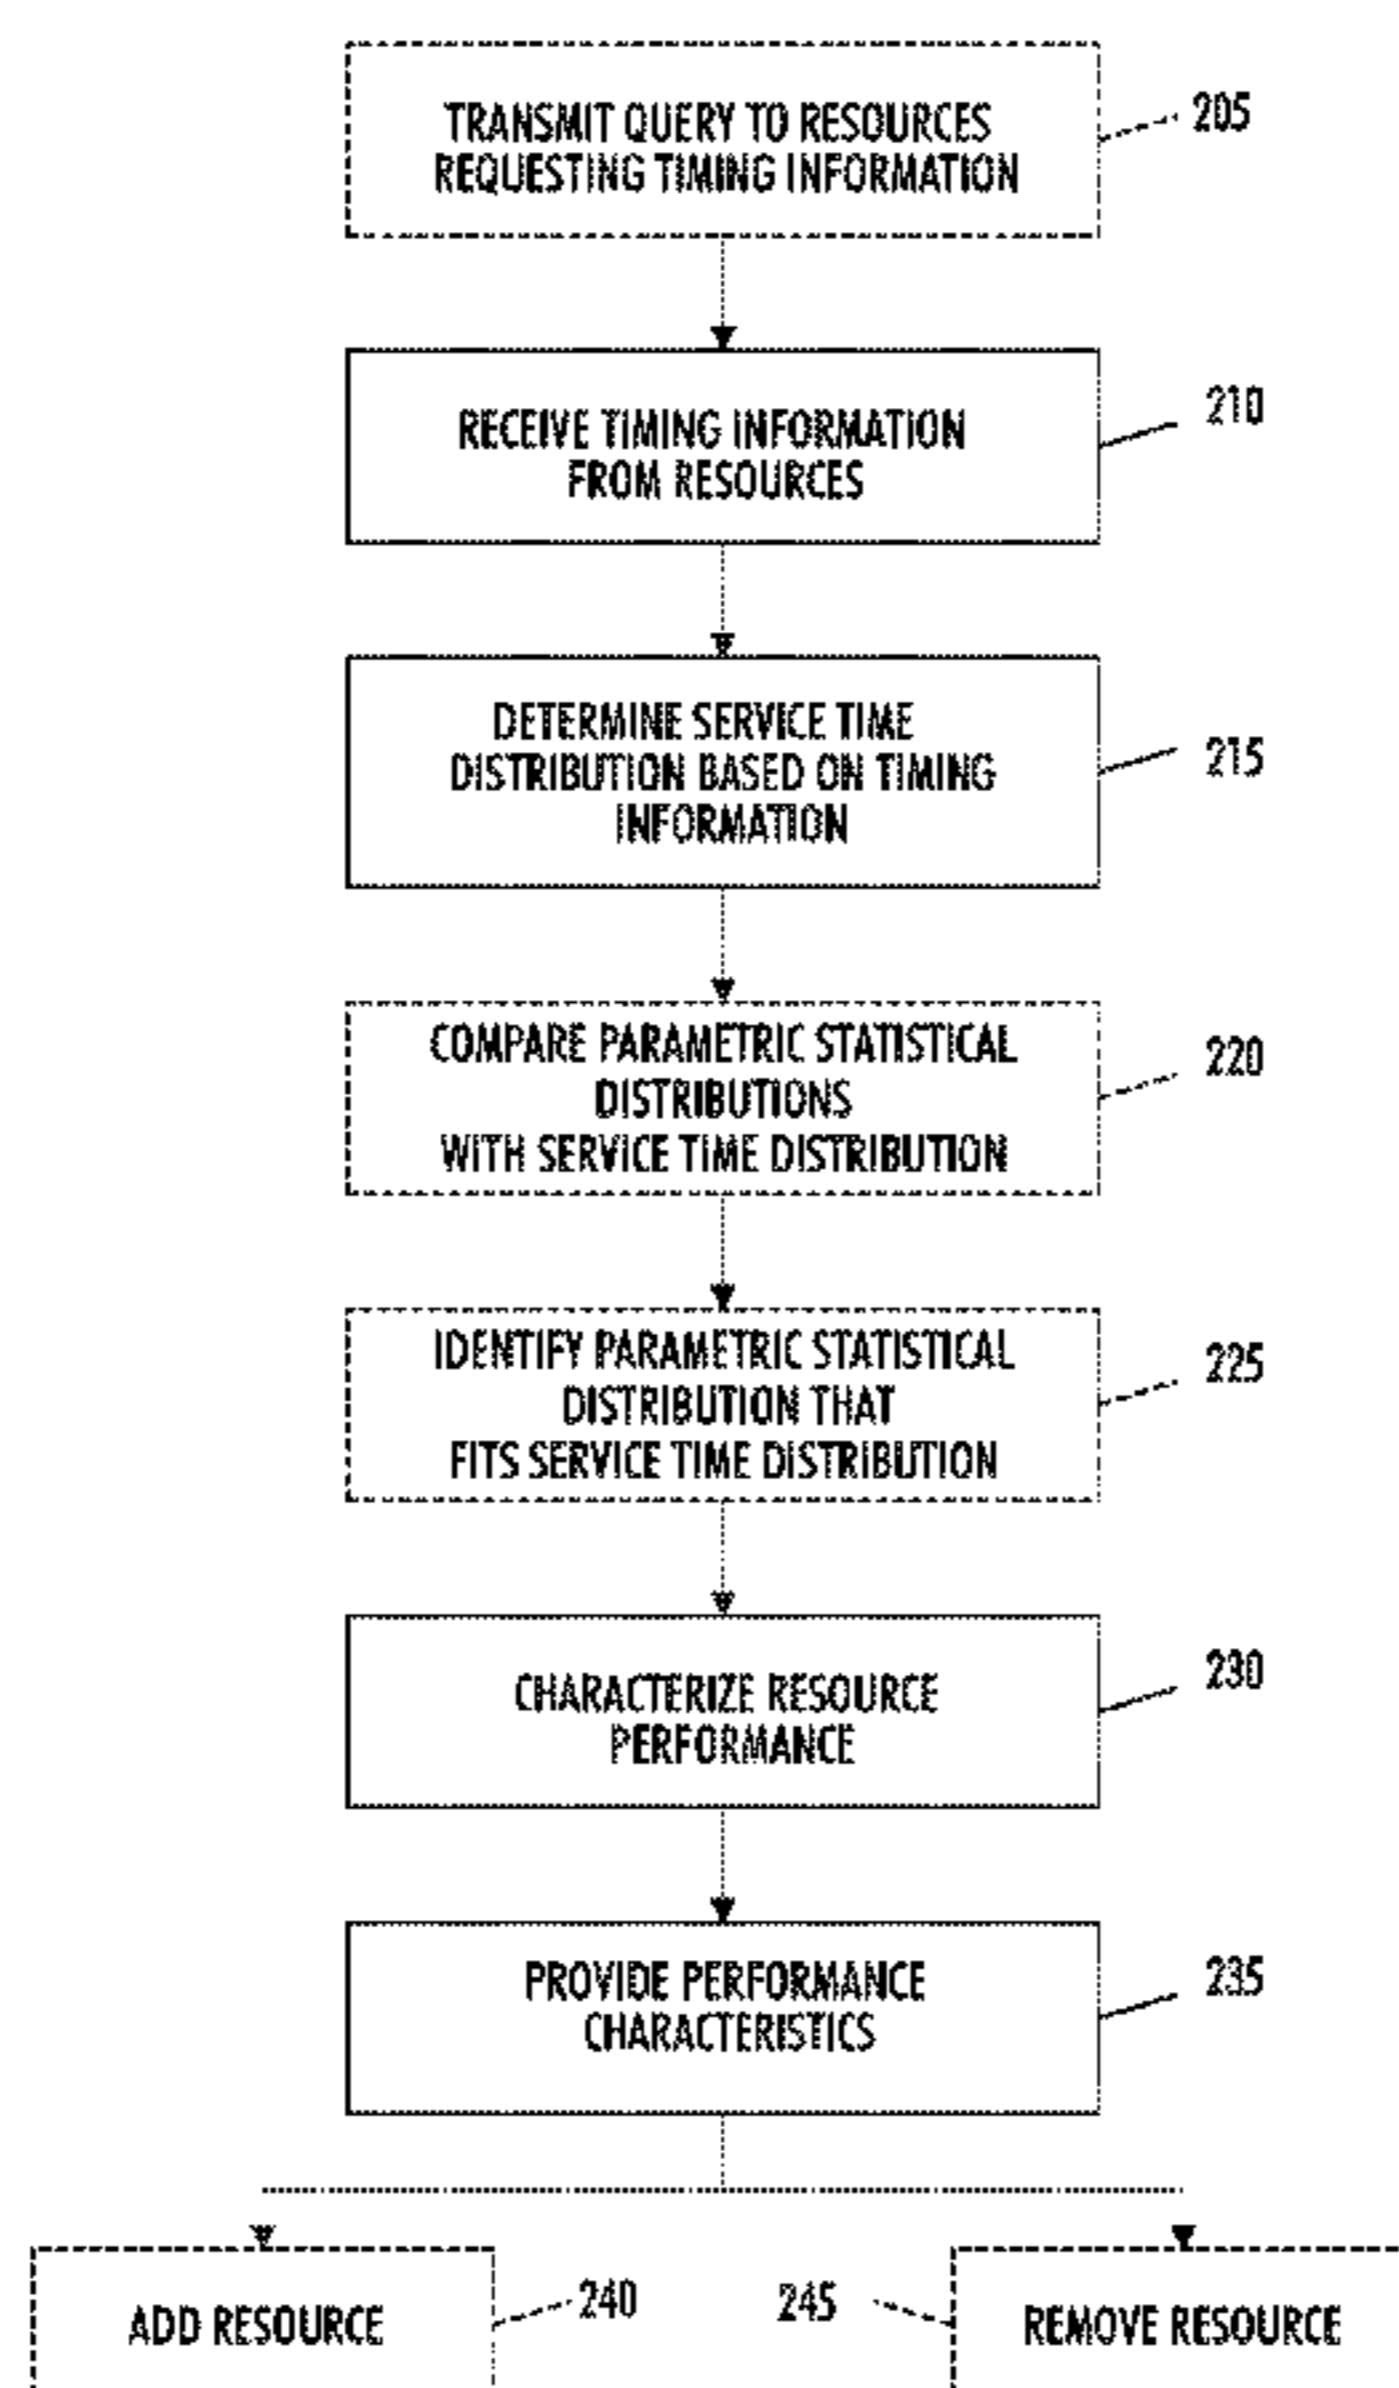 TRANSMIT QUERY TO RESOURCES
REQUESTING TIMING INFORMATION
205
RECEIVE TIMING INFORMATION
FROM RESOURCES
210
DETERMINE SERVICE TIME
DISTRIBUTION BASED ON TIMING
INFORMATION
215
COMPARE PARAMETRIC STATISTICAL
DISTRIBUTIONS
WITH SERVICE TIME DISTRIBUTION
220
IDENTIFY PARAMETRIC STATISTICAL
DISTRIBUTION THAT
FITS SERVICE TIME DISTRIBUTION
225
CHARACTERIZE RESOURCE
PERFORMANCE
230
PROVIDE PERFORMANCE
CHARACTERISTICS
235
ADD RESOURCE
240
245
REMOVE RESOURCE